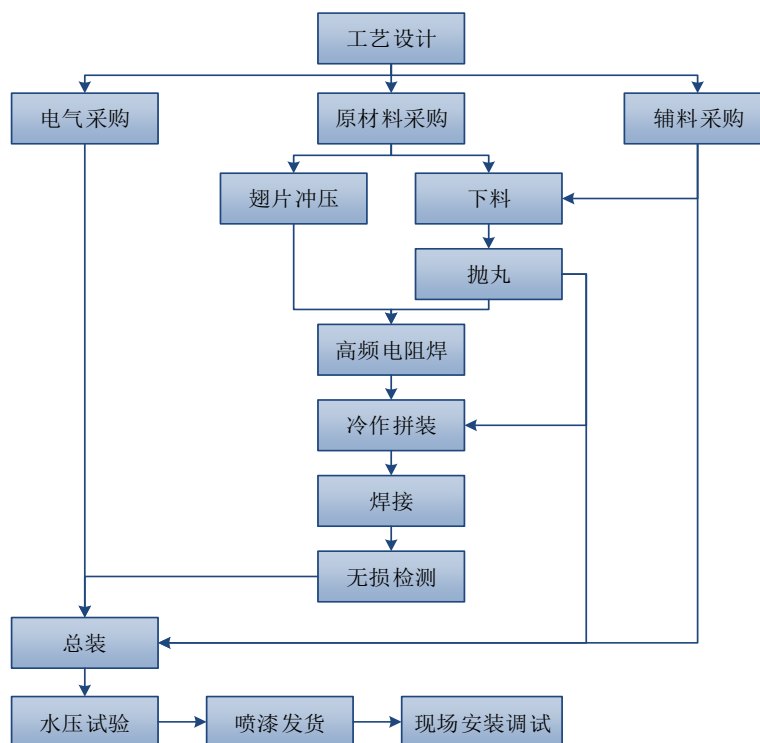 工艺设计
电气采购
原材料采购
辅料采购
翅片冲压
下料
抛丸
高频电阻焊
冷作拼装
焊接
无损检测
总装
水压试验
喷漆发货
现场安装调试